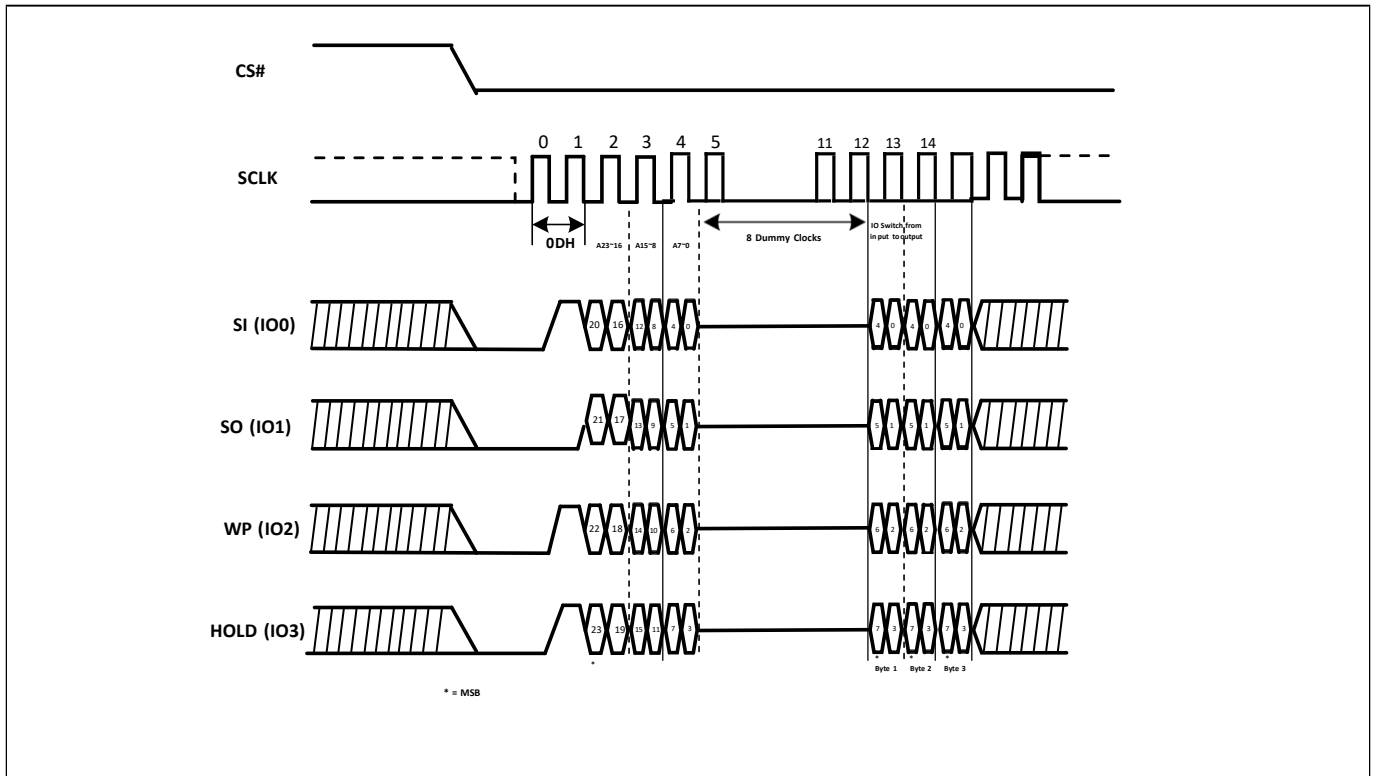 CS#
0 1 2 3 4 5 11 12 13 14
SCLK
0DH
A23~16 A15~8 A7~0
8 Dummy Clocks
IO Switch from
in put to output
SI (IO0)
20 16 12 8 4 0 4 0 4 0 4 0
SO (IO1)
21 17 13 9 5 1 5 1 5 1 5 1
WP (IO2)
22 18 14 10 6 2 6 2 6 2 6 2
HOLD (IO3)
23 19 15 11 7 3 7 3 7 3 7 3
* * * *
Byte 1 Byte 2 Byte 3
* = MSB